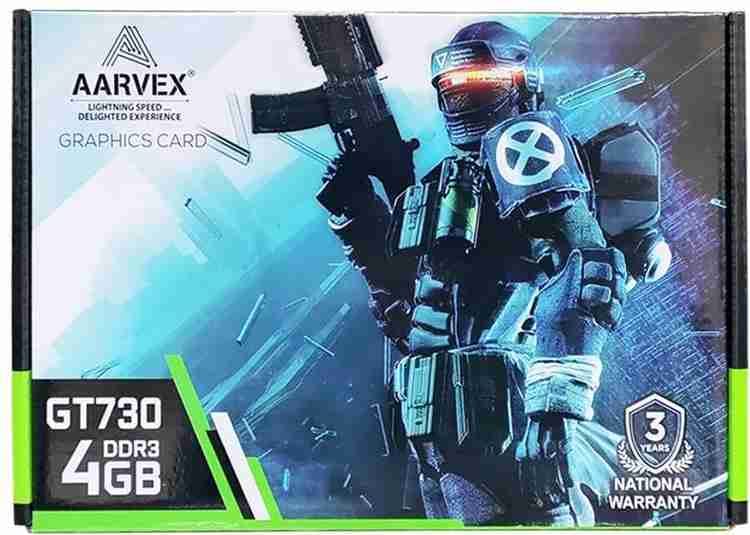 AARVEX®
LIGHTNING SPEED ...
DELIGHTED EXPERIENCE
GRAPHICS CARD
GT730
DDR3
4GB
3
YEARS
NATIONAL
WARRANTY